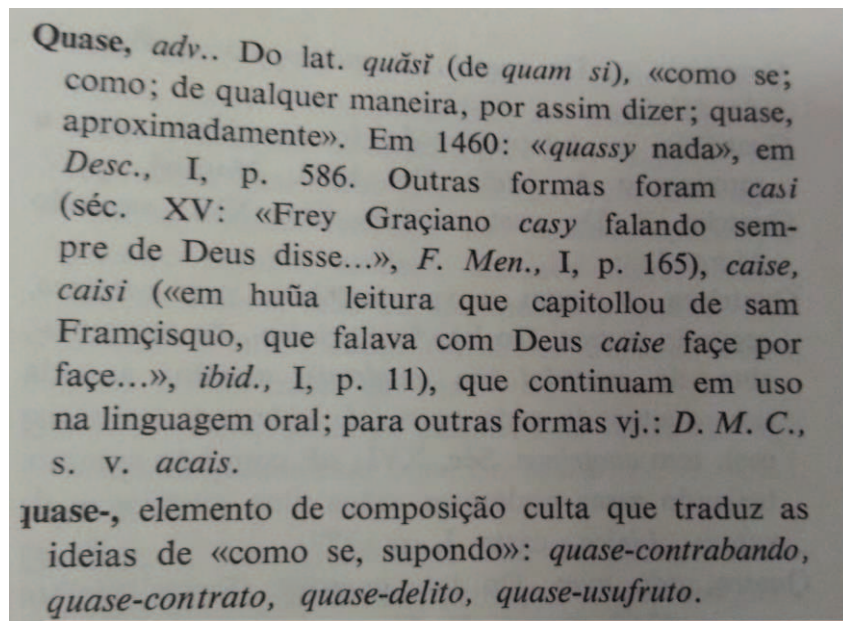 Quase, adv.. Do lat. quăsĭ (de quam si), «como se;
como; de qualquer maneira, por assim dizer; quase,
aproximadamente». Em 1460: «quassy nada», em
Desc., I, p. 586. Outras formas foram casi
(séc. XV: «Frey Graçiano casy falando sem-
pre de Deus disse...», F. Men., I, p. 165), caise,
caisi («em huũa leitura que capitollou de sam
Framçisquo, que falava com Deus caise façe por
façe...», ibid., I, p. 11), que continuam em uso
na linguagem oral; para outras formas vj.: D. M. C.,
s. v. acais.
quase-, elemento de composição culta que traduz as
ideias de «como se, supondo»: quase-contrabando,
quase-contrato, quase-delito, quase-usufruto.